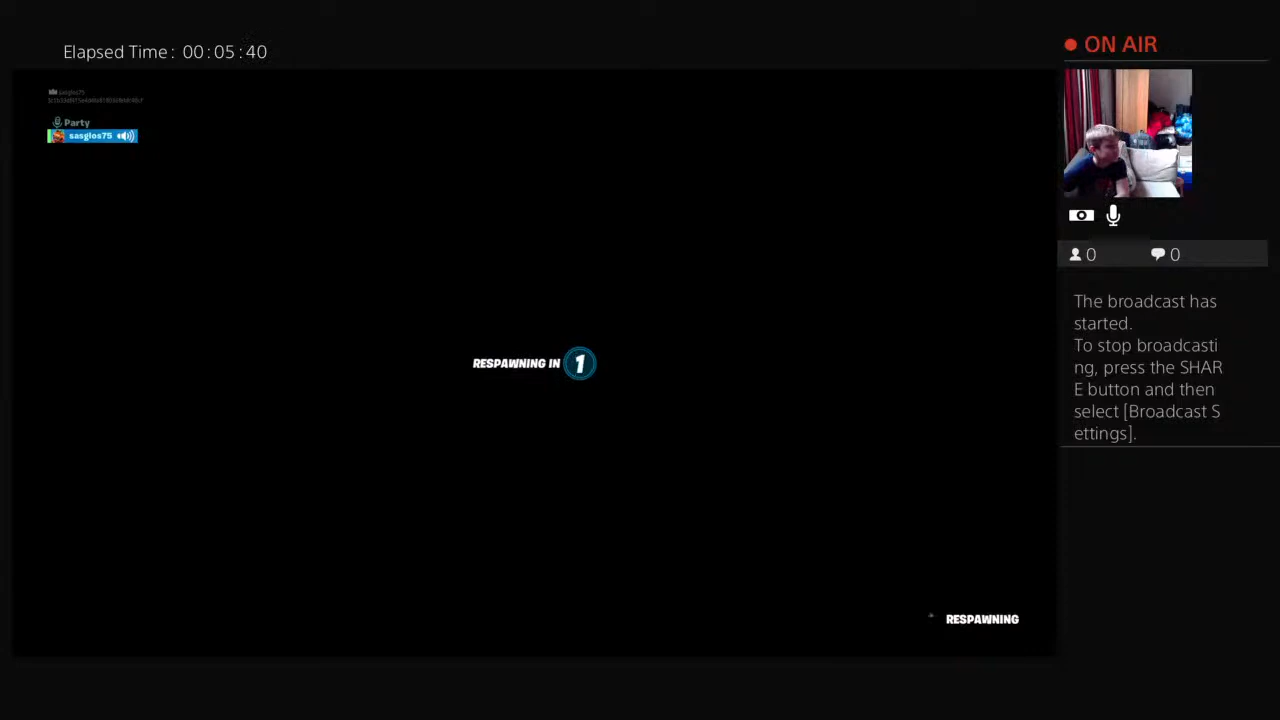 Elapsed Time: 00:05:40
ON AIR
sasglos75
Party
sasglos75
0
0
The broadcast has
started.
To stop broadcasti
ng, press the SHAR
E button and then
select [Broadcast S
ettings].
RESPAWNING IN 1
RESPAWNING